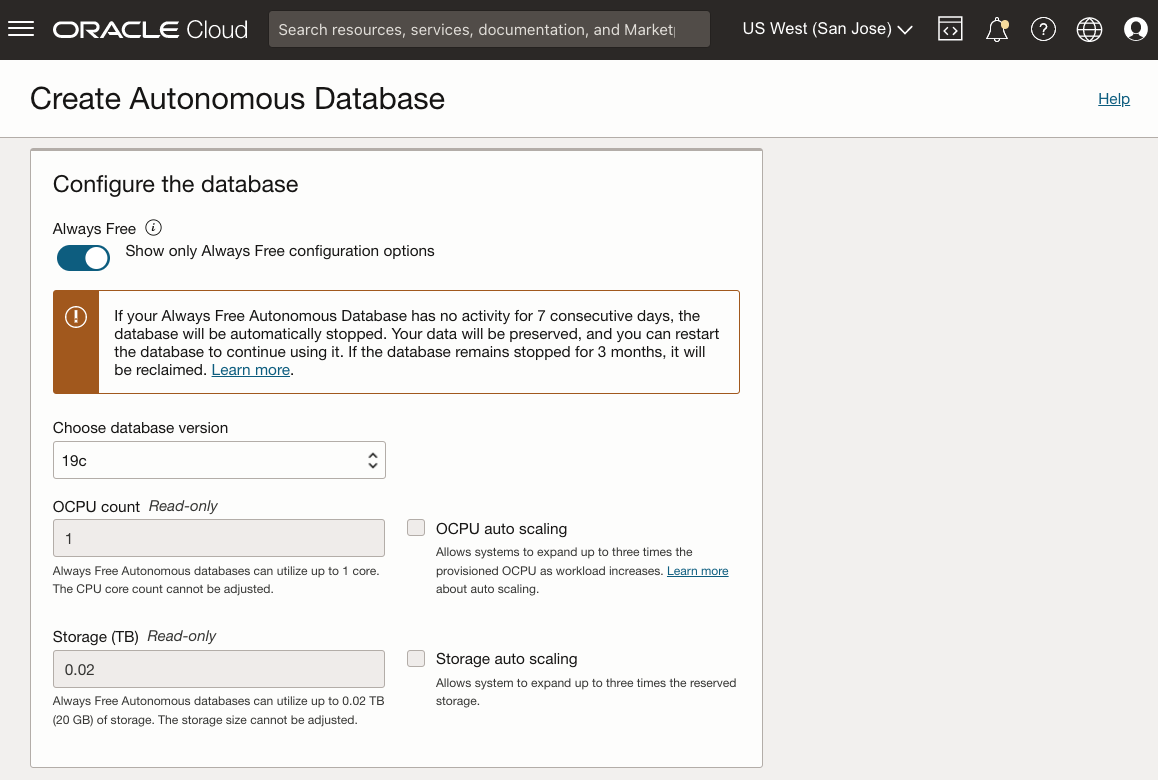 ORACLE Cloud
Search resources, services, documentation, and Market
US West (San Jose)
Create Autonomous Database
Help
Configure the database
Always Free
Show only Always Free configuration options
If your Always Free Autonomous Database has no activity for 7 consecutive days, the
database will be automatically stopped. Your data will be preserved, and you can restart
the database to continue using it. If the database remains stopped for 3 months, it will
be reclaimed. Learn more.
Choose database version
19c
OCPU count Read-only
1
Always Free Autonomous databases can utilize up to 1 core.
The CPU core count cannot be adjusted.
OCPU auto scaling
Allows systems to expand up to three times the
provisioned OCPU as workload increases. Learn more
about auto scaling.
Storage (TB) Read-only
0.02
Always Free Autonomous databases can utilize up to 0.02 TB
(20 GB) of storage. The storage size cannot be adjusted.
Storage auto scaling
Allows system to expand up to three times the reserved
storage.